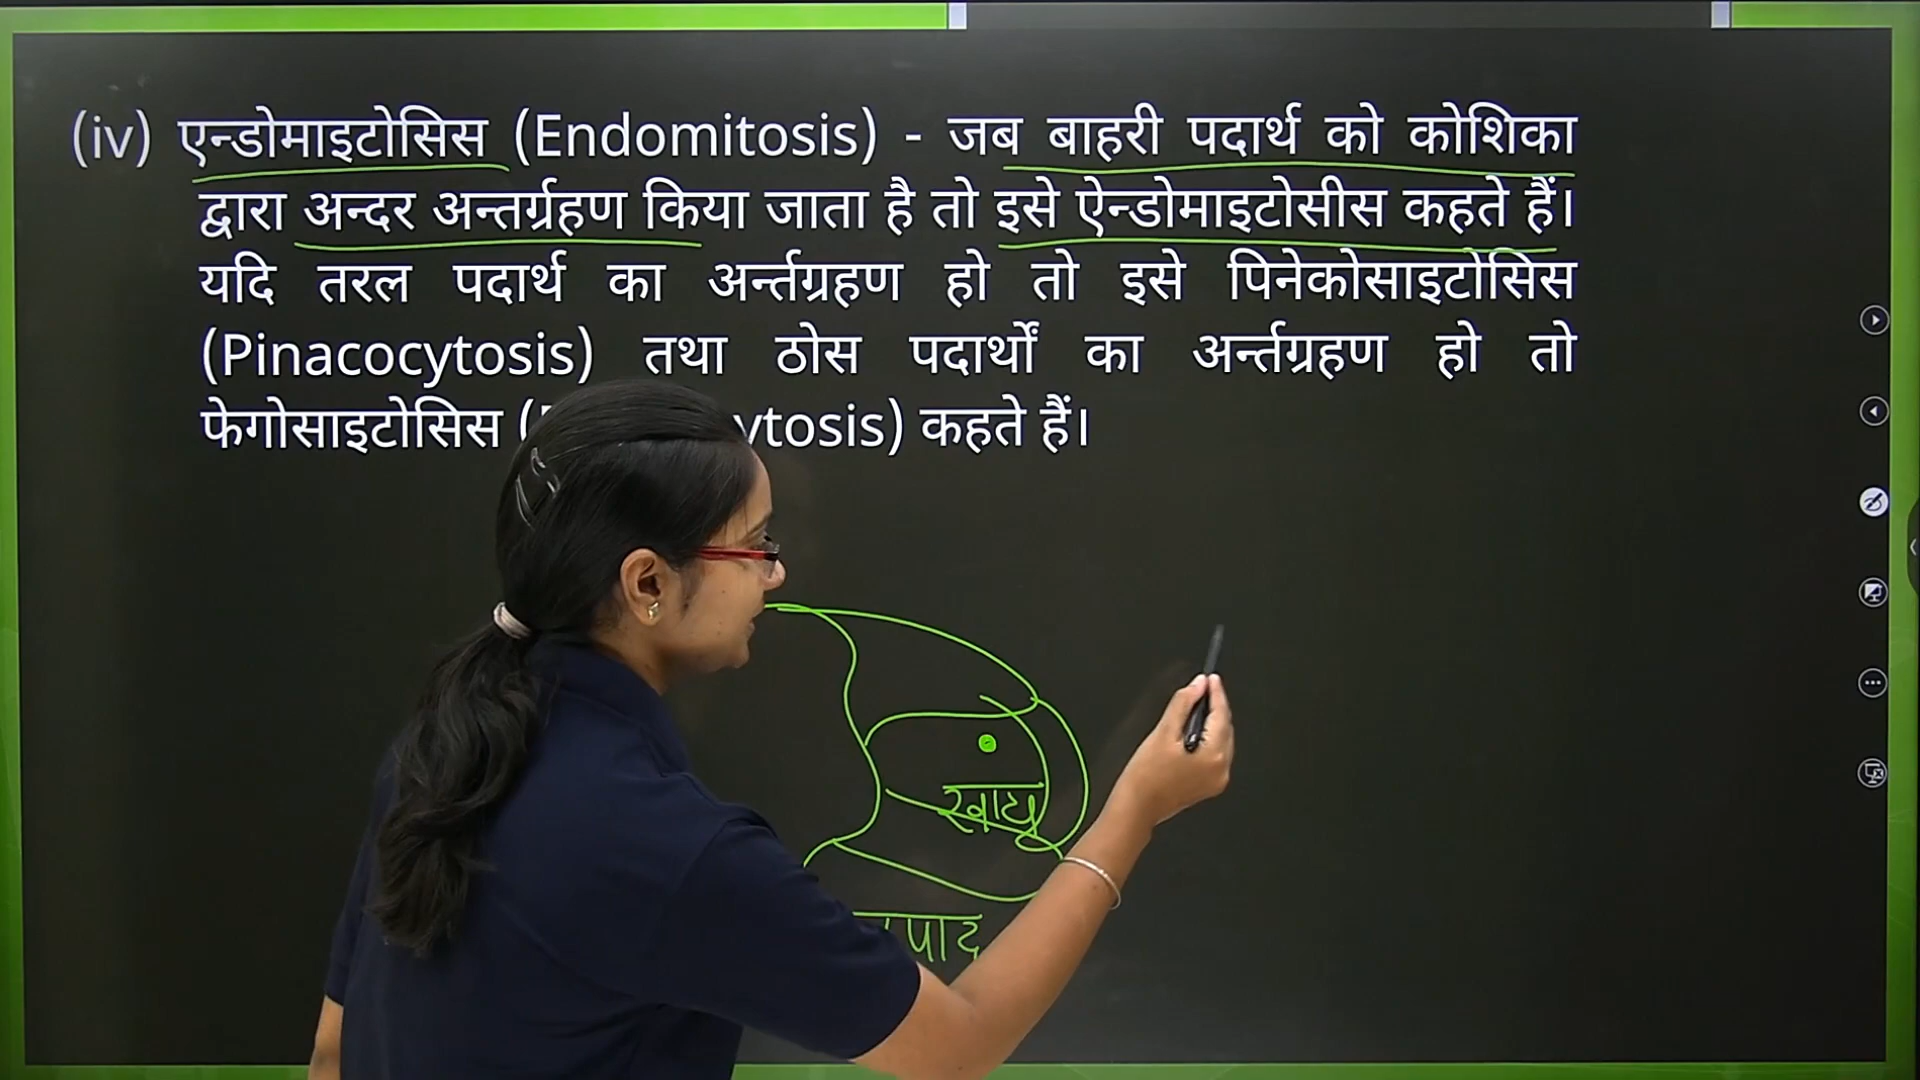 (iv) एन्डोमाइटोसिस (Endomitosis) - जब बाहरी पदार्थ को कोशिका
द्वारा अन्दर अन्तर्ग्रहण किया जाता है तो इसे ऐन्डोमाइटोसीस कहते हैं।
यदि तरल पदार्थ का अर्न्तग्रहण हो तो इसे पिनेकोसाइटोसिस
(Pinacocytosis) तथा ठोस पदार्थों का अर्न्तग्रहण हो तो
फेगोसाइटोसिस ytosis) कहते हैं।
खाद्य
पाद